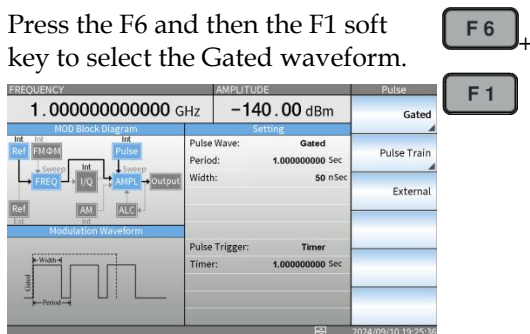 Press the F6 and then the F1 soft
key to select the Gated waveform.
F 6
+
F 1
FREQUENCY
AMPLITUDE
Pulse
1.000000000000 GHz
-140.00 dBm
Gated
Pulse Train
External
MOD Block Diagram
Int
Int
Int
Ref
FMΦM
Pulse
Sweep
Int
Sweep
FREQ
I/Q
AMPL
Output
Ref
AM
ALC
Ext
Int
Setting
Pulse Wave: Gated
Period: 1.000000000 Sec
Width: 50 nSec
Pulse Trigger: Timer
Timer: 1.000000000 Sec
Modulation Waveform
Width
Gated
Period
2024/09/10 19:25:36